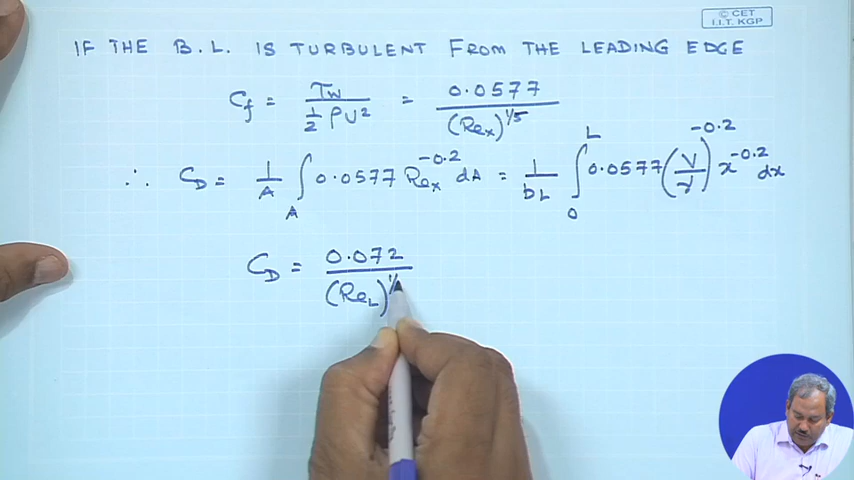 © CET
I.I.T. KGP
IF THE B.L. IS TURBULENT FROM THE LEADING EDGE
C_f = τ_w / (1/2 ρU²) = 0.0577 / (Re_x)^{1/5}
∴ C_D = 1/A ∫_A 0.0577 Re_x^{-0.2} dA = 1/bL ∫_0^L 0.0577 (V/ν)^{-0.2} x^{-0.2} dx
C_D = 0.072 / (Re_L)^{1/